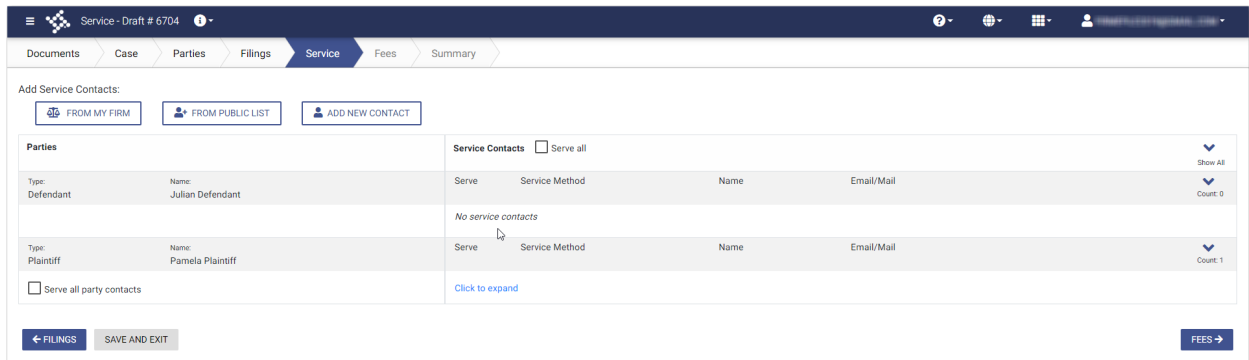 Service - Draft # 6704
Documents Case Parties Filings Service Fees Summary
Add Service Contacts:
FROM MY FIRM FROM PUBLIC LIST ADD NEW CONTACT
Parties Service Contacts Serve all
Show All
Type: Name: Serve Service Method Name Email/Mail
Defendant Julian Defendant Count: 0
No service contacts
Type: Name: Serve Service Method Name Email/Mail
Plaintiff Pamela Plaintiff Count: 1
Serve all party contacts Click to expand
FILINGS SAVE AND EXIT FEES